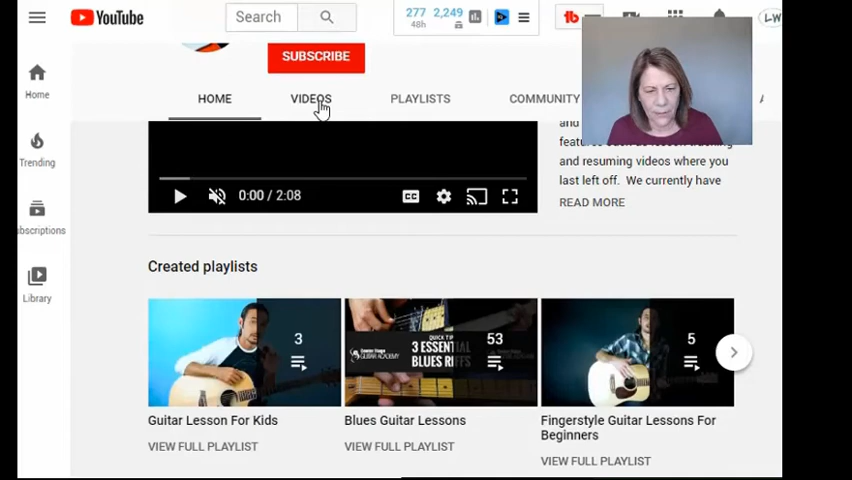 YouTube
Search
277 2,249
48h
LW
Home
SUBSCRIBE
HOME
VIDEOS
PLAYLISTS
COMMUNITY
Trending
and
and resuming videos where you
last left off. We currently have
READ MORE
0:00 / 2:08
CC
Library
Created playlists
3
QUICK TIP
3 ESSENTIAL
BLUES RIFFS
53
5
Guitar Lesson For Kids
Blues Guitar Lessons
Fingerstyle Guitar Lessons For
Beginners
VIEW FULL PLAYLIST
VIEW FULL PLAYLIST
VIEW FULL PLAYLIST